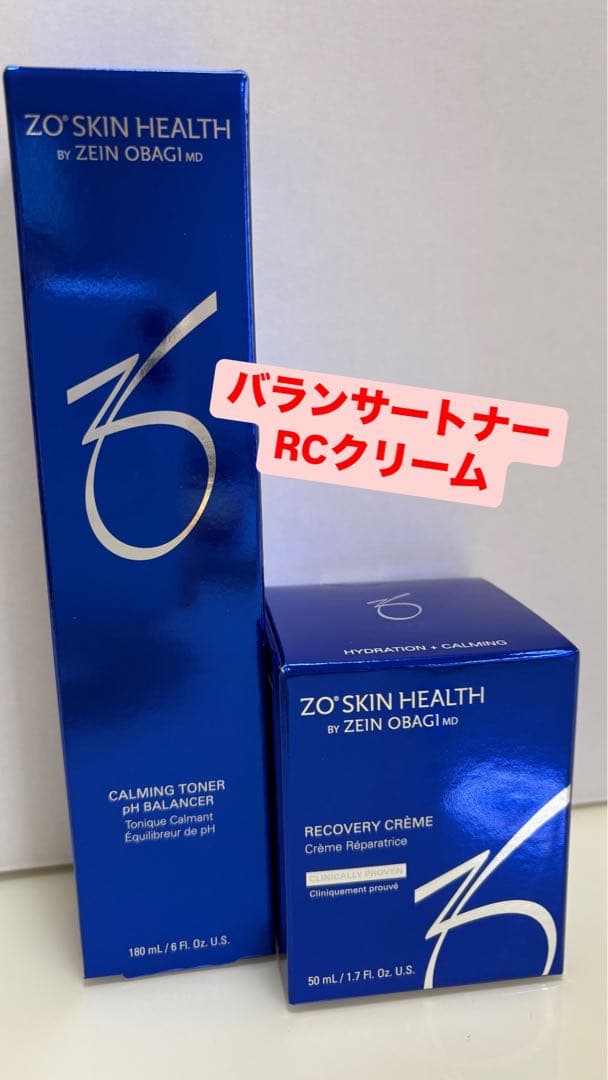 ZO® SKIN HEALTH
BY ZEIN OBAGI MD
CALMING TONER
pH BALANCER
Tonique Calmant
Équilibreur de pH
180 mL / 6 Fl. Oz. U.S.
バランサートナー
RCクリーム
HYDRATION + CALMING
ZO® SKIN HEALTH
BY ZEIN OBAGI MD
RECOVERY CRÈME
Crème Réparatrice
CLINICALLY PROVEN
Cliniquement prouvé
50 mL / 1.7 Fl. Oz. U.S.